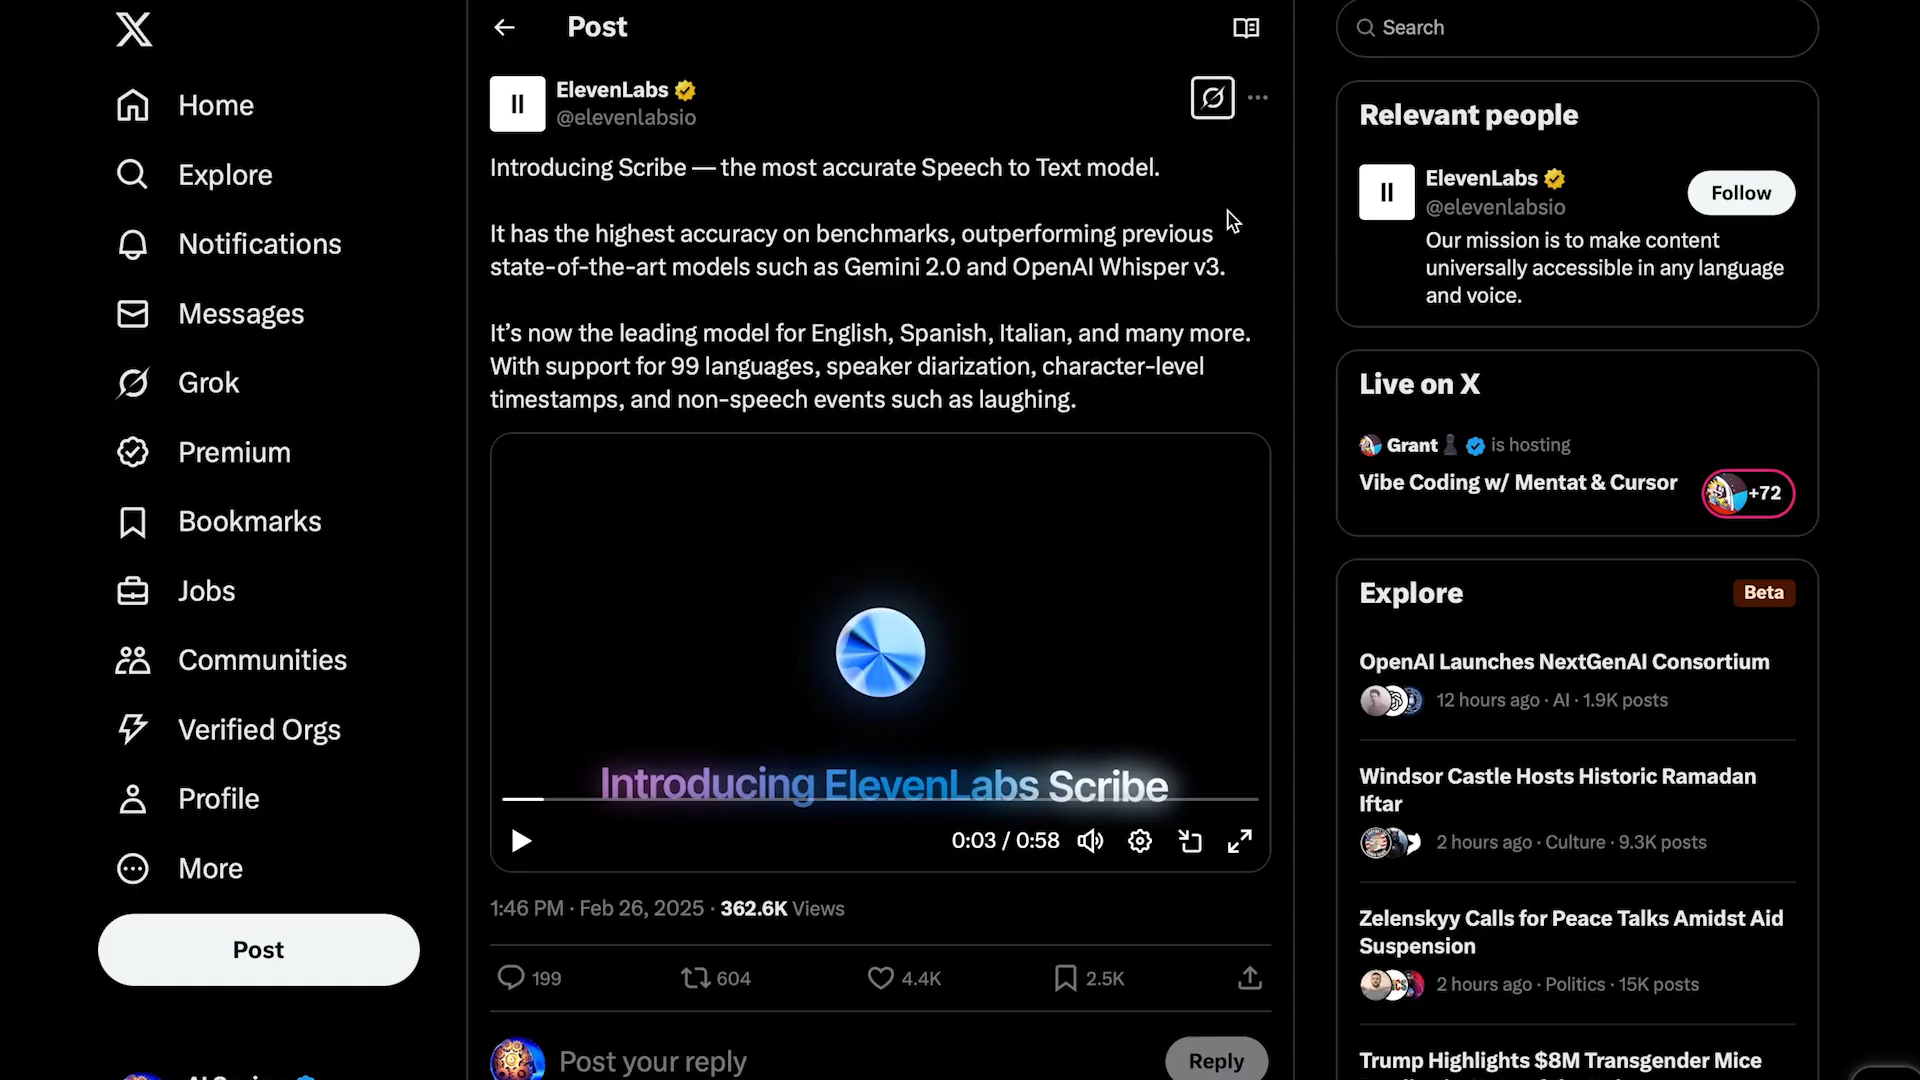 Home
Explore
Notifications
Messages
Grok
Premium
Bookmarks
Jobs
Communities
Verified Orgs
Profile
More
Post
Post
ElevenLabs
@elevenlabsio
Introducing Scribe — the most accurate Speech to Text model.
It has the highest accuracy on benchmarks, outperforming previous
state-of-the-art models such as Gemini 2.0 and OpenAI Whisper v3.
It's now the leading model for English, Spanish, Italian, and many more.
With support for 99 languages, speaker diarization, character-level
timestamps, and non-speech events such as laughing.
Introducing ElevenLabs Scribe
0:03 / 0:58
1:46 PM · Feb 26, 2025 · 362.6K Views
199 604 4.4K 2.5K
Post your reply
Reply
Search
Relevant people
ElevenLabs
@elevenlabsio
Follow
Our mission is to make content
universally accessible in any language
and voice.
Live on X
Grant is hosting
Vibe Coding w/ Mentat & Cursor
+72
Explore
Beta
OpenAI Launches NextGenAI Consortium
12 hours ago · AI · 1.9K posts
Windsor Castle Hosts Historic Ramadan
Iftar
2 hours ago · Culture · 9.3K posts
Zelenskyy Calls for Peace Talks Amidst Aid
Suspension
2 hours ago · Politics · 15K posts
Trump Highlights $8M Transgender Mice